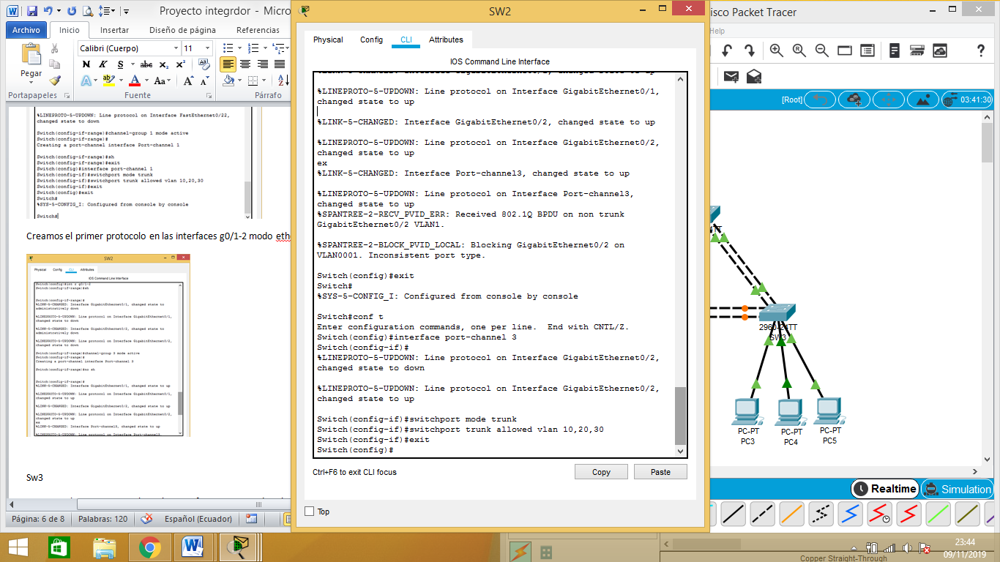 Proyecto integrdor - Micro
SW2
isco Packet Tracer
Archivo
Inicio
Insertar
Diseño de página
Referencias
Physical
Config
CLI
Attributes
Help
Calibri (Cuerpo)
11
Pegar
N K S abc x₂ x²
Aa
Portapapeles
Fuente
Párrafo
IOS Command Line Interface
[Root]
03:41:30
%LINEPROTO-5-UPDOWN: Line protocol on Interface FastEthernet0/22,
changed state to down
Switch(config-if-range)#channel-group 1 mode active
Switch(config-if-range)#
Creating a port-channel interface Port-channel 1
Switch(config-if-range)#sh
Switch(config-if-range)#exit
Switch(config)#interface port-channel 1
Switch(config-if)#switchport mode trunk
Switch(config-if)#switchport trunk allowed vlan 10,20,30
Switch(config-if)#exit
Switch(config)#exit
Switch#
%SYS-5-CONFIG_I: Configured from console by console
Switch#
Creamos el primer protocolo en las interfaces g0/1-2 modo eth
SW2
Physical
Config
CLI
Attributes
IOS Command Line Interface
Switch(config)#int r g0/1-2
Switch(config-if-range)#sh
Switch(config-if-range)#
%LINK-5-CHANGED: Interface GigabitEthernet0/1, changed state to
administratively down
%LINEPROTO-5-UPDOWN: Line protocol on Interface GigabitEthernet0/1,
changed state to down
%LINK-5-CHANGED: Interface GigabitEthernet0/2, changed state to
administratively down
%LINEPROTO-5-UPDOWN: Line protocol on Interface GigabitEthernet0/2,
changed state to down
Switch(config-if-range)#channel-group 3 mode active
Switch(config-if-range)#
Creating a port-channel interface Port-channel 3
Switch(config-if-range)#no sh
Switch(config-if-range)#
%LINK-5-CHANGED: Interface GigabitEthernet0/1, changed state to up
%LINEPROTO-5-UPDOWN: Line protocol on Interface GigabitEthernet0/1,
changed state to up
%LINK-5-CHANGED: Interface GigabitEthernet0/2, changed state to up
%LINEPROTO-5-UPDOWN: Line protocol on Interface GigabitEthernet0/2,
changed state to up
ex
%LINK-5-CHANGED: Interface Port-channel3, changed state to up
%LINEPROTO-5-UPDOWN: Line protocol on Interface Port-channel3,
Sw3
%LINEPROTO-5-UPDOWN: Line protocol on Interface GigabitEthernet0/1,
changed state to up
%LINK-5-CHANGED: Interface GigabitEthernet0/2, changed state to up
%LINEPROTO-5-UPDOWN: Line protocol on Interface GigabitEthernet0/2,
changed state to up
ex
%LINK-5-CHANGED: Interface Port-channel3, changed state to up
%LINEPROTO-5-UPDOWN: Line protocol on Interface Port-channel3,
changed state to up
%SPANTREE-2-RECV_PVID_ERR: Received 802.1Q BPDU on non trunk
GigabitEthernet0/2 VLAN1.
%SPANTREE-2-BLOCK_PVID_LOCAL: Blocking GigabitEthernet0/2 on
VLAN0001. Inconsistent port type.
Switch(config)#exit
Switch#
%SYS-5-CONFIG_I: Configured from console by console
Switch#conf t
Enter configuration commands, one per line.  End with CNTL/Z.
Switch(config)#interface port-channel 3
Switch(config-if)#
%LINEPROTO-5-UPDOWN: Line protocol on Interface GigabitEthernet0/2,
changed state to down
%LINEPROTO-5-UPDOWN: Line protocol on Interface GigabitEthernet0/2,
changed state to up
Switch(config-if)#switchport mode trunk
Switch(config-if)#switchport trunk allowed vlan 10,20,30
Switch(config-if)#exit
Switch(config)#
Ctrl+F6 to exit CLI focus
Copy
Paste
Top
2960-24TT
SW3
PC-PT
PC3
PC-PT
PC4
PC-PT
PC5
Realtime
Simulation
Página: 6 de 8
Palabras: 120
Español (Ecuador)
Copper Straight-Through
23:44
09/11/2019